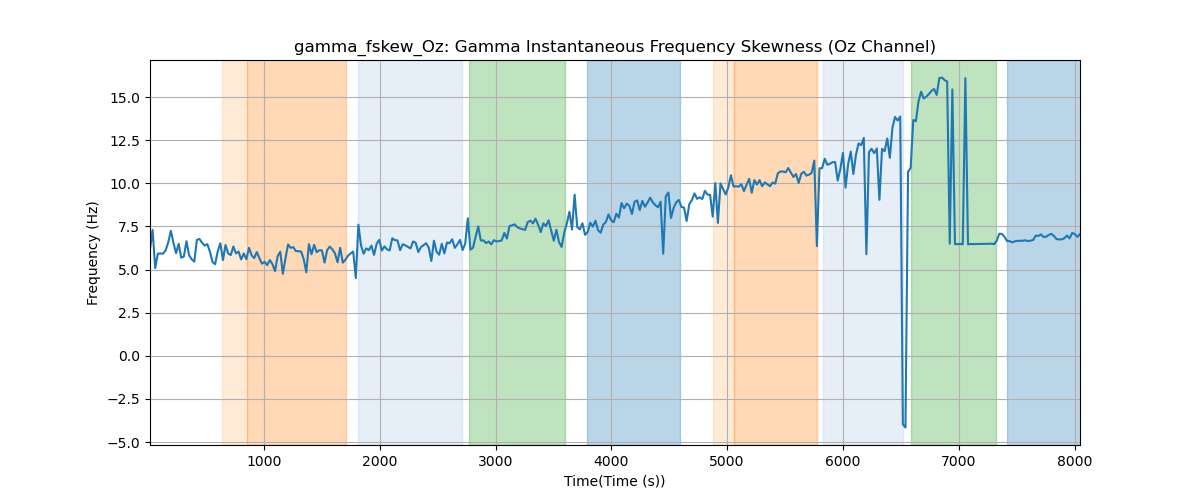 gamma_fskew_Oz: Gamma Instantaneous Frequency Skewness (Oz Channel)
Frequency (Hz)
15.0
12.5
10.0
7.5
5.0
2.5
0.0
−2.5
−5.0
1000 2000 3000 4000 5000 6000 7000 8000
Time(Time (s))